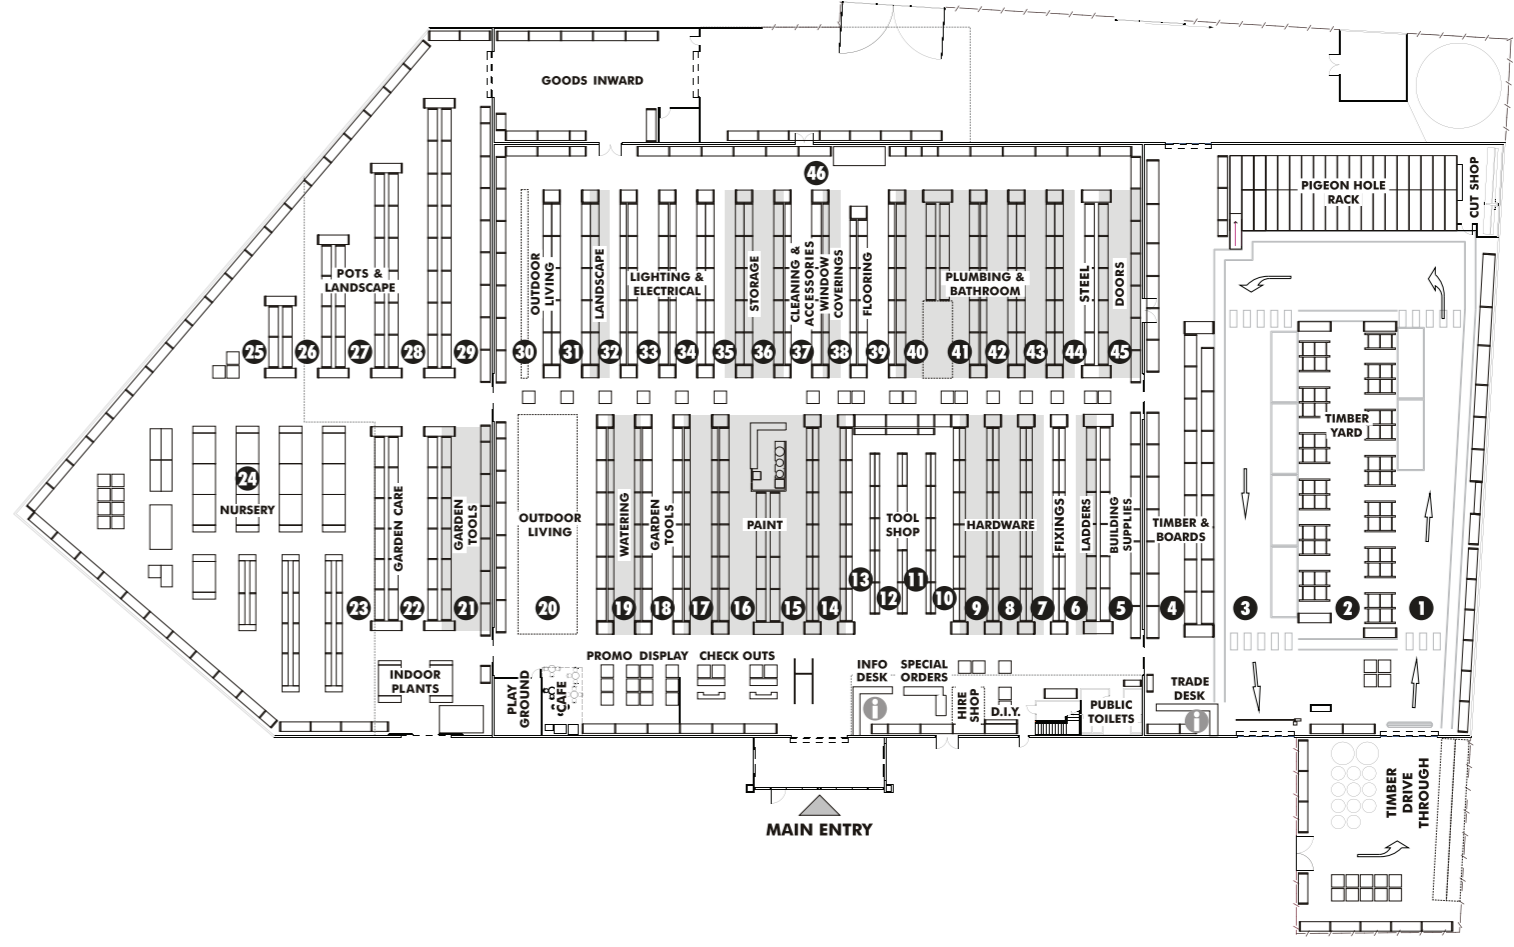 GOODS INWARD
46
PIGEON HOLE
RACK
CUT SHOP
POTS &
LANDSCAPE
OUTDOOR
LIVING
LANDSCAPE
LIGHTING &
ELECTRICAL
STORAGE
CLEANING &
ACCESSORIES
WINDOW
COVERINGS
FLOORING
PLUMBING &
BATHROOM
STEEL
DOORS
25
26
27
28
29
30
31
32
33
34
35
36
37
38
39
40
41
42
43
44
45
24
NURSERY
GARDEN CARE
GARDEN
TOOLS
OUTDOOR
LIVING
WATERING
GARDEN
TOOLS
PAINT
TOOL
SHOP
HARDWARE
FIXINGS
LADDERS
BUILDING
SUPPLIES
TIMBER &
BOARDS
TIMBER
YARD
23
22
21
20
19
18
17
16
15
14
13
12
11
10
9
8
7
6
5
4
3
2
1
INDOOR
PLANTS
PLAY
GROUND
CAFE
PROMO DISPLAY
CHECK OUTS
INFO
DESK
i
SPECIAL
ORDERS
HIRE
SHOP
D.I.Y.
PUBLIC
TOILETS
TRADE
DESK
i
TIMBER
DRIVE
THROUGH
MAIN ENTRY